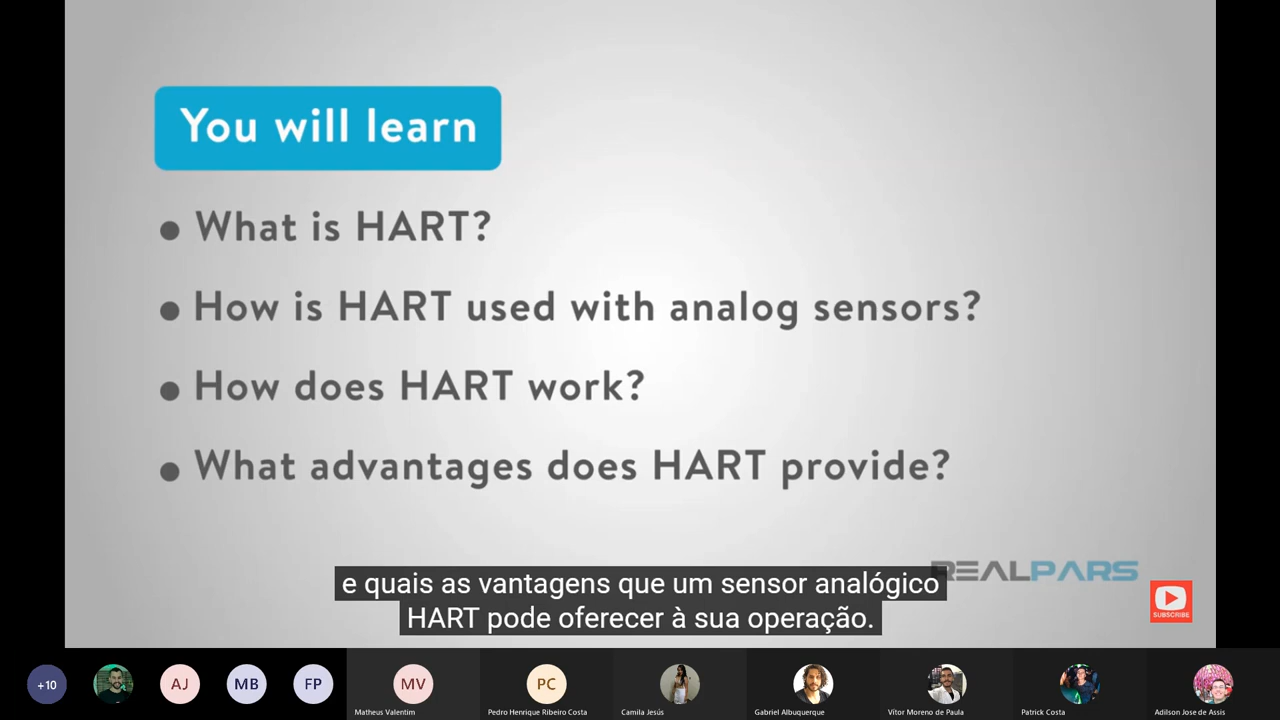 You will learn
What is HART?
How is HART used with analog sensors?
How does HART work?
What advantages does HART provide?
REALPARS
e quais as vantagens que um sensor analógico
HART pode oferecer à sua operação.
SUBSCRIBE
+10
AJ
MB
FP
MV
PC
Matheus Valentim
Pedro Henrique Ribeiro Costa
Camila Jesús
Gabriel Albuquerque
Vítor Moreno de Paula
Patrick Costa
Adilson Jose de Assis